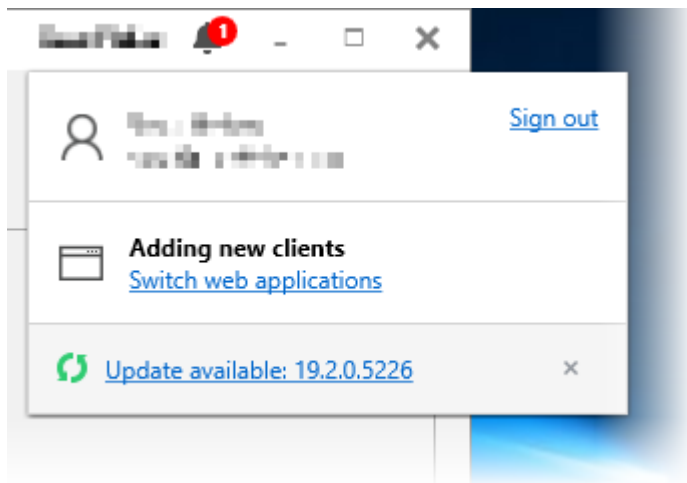 1
Sign out
Adding new clients
Switch web applications
Update available: 19.2.0.5226